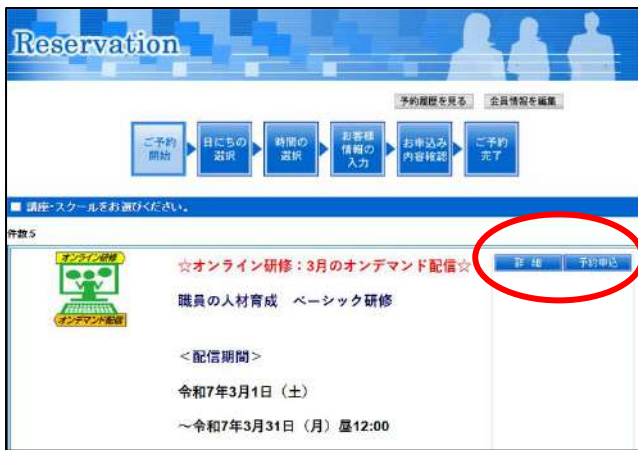 Reservation
予約履歴を見る 会員情報を編集
ご予約開始 日にちの選択 時間の選択 お客様情報の入力 お申込み内容確認 ご予約完了
■ 講座・スクールをお選びください。
件数:5
オンライン研修
オンデマンド配信
☆オンライン研修：3月のオンデマンド配信☆
詳細 予約申込
職員の人材育成 ベーシック研修
＜配信期間＞
令和7年3月1日（土）
～令和7年3月31日（月）昼12:00